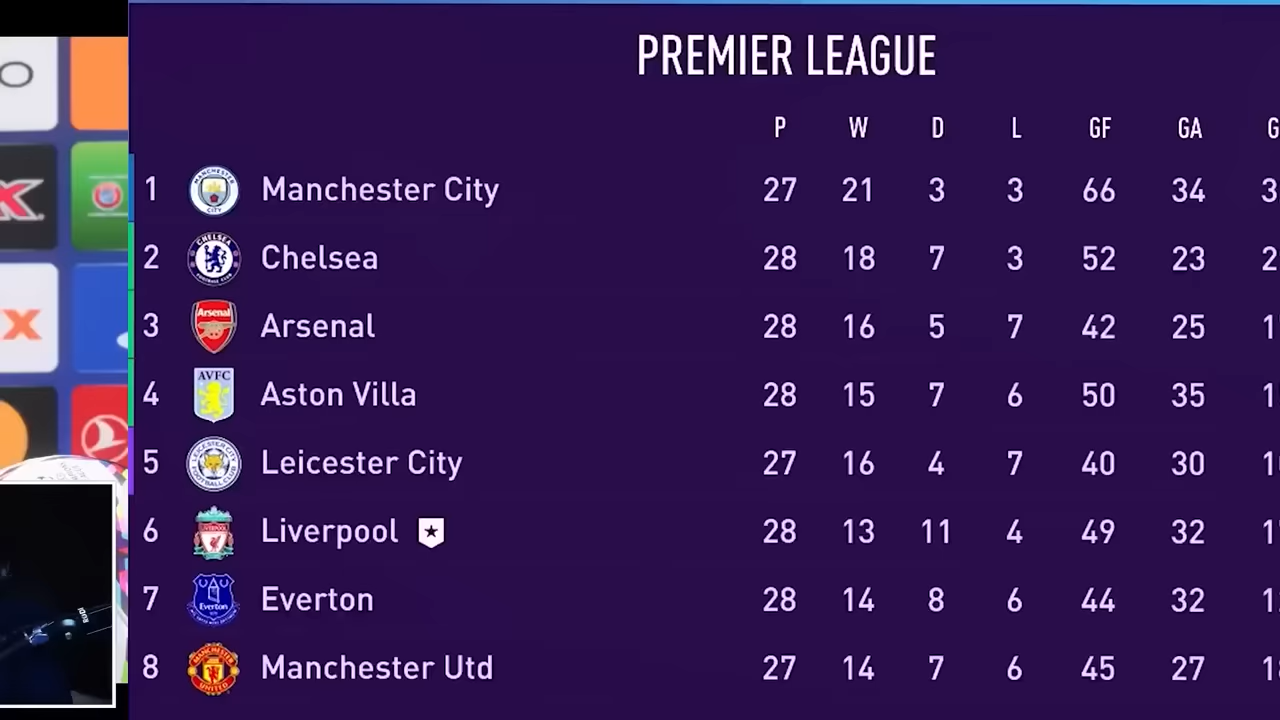 PREMIER LEAGUE
P W D L GF GA
1 Manchester City 27 21 3 3 66 34
2 Chelsea 28 18 7 3 52 23
3 Arsenal 28 16 5 7 42 25
4 Aston Villa 28 15 7 6 50 35
5 Leicester City 27 16 4 7 40 30
6 Liverpool 28 13 11 4 49 32
7 Everton 28 14 8 6 44 32
8 Manchester Utd 27 14 7 6 45 27